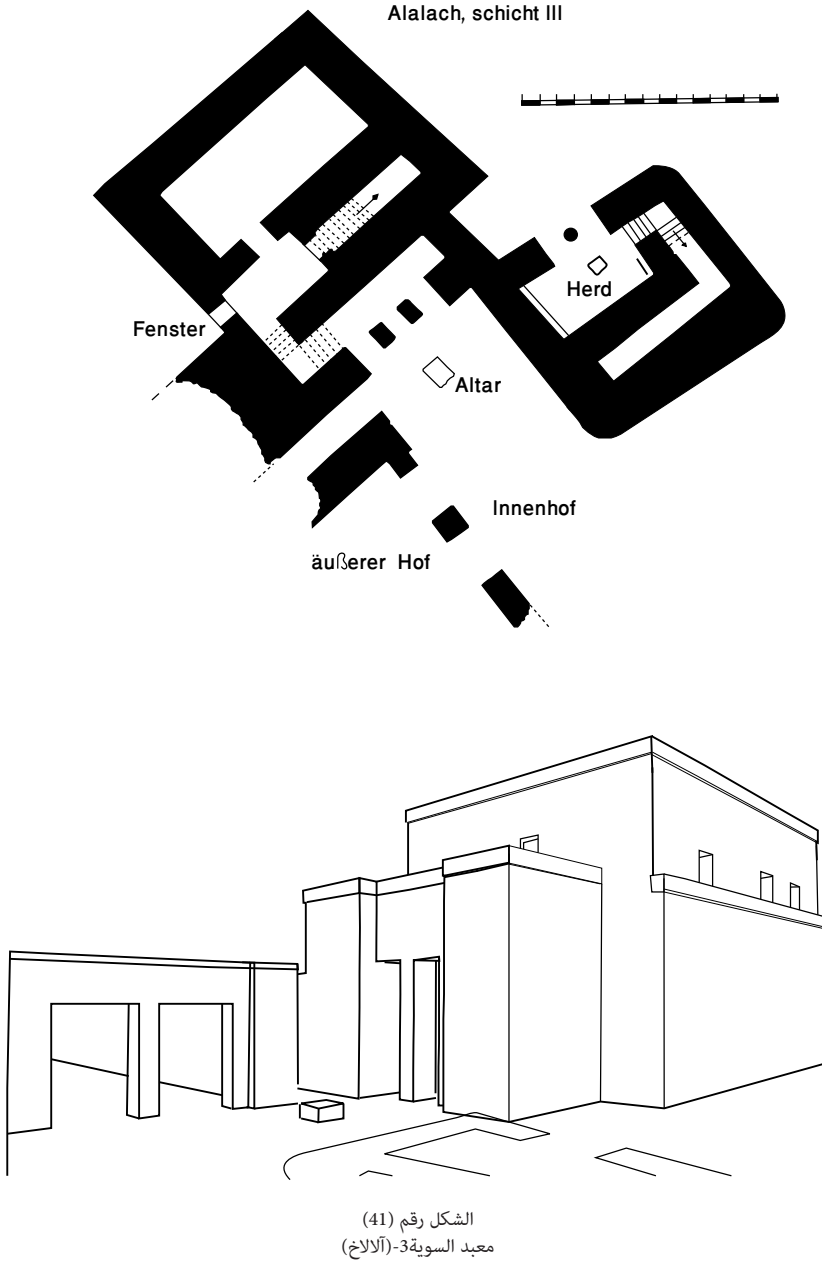 Alalach, schicht III
Herd
Fenster
Altar
Innenhof
äußerer Hof
الشكل رقم (41)
معبد السوية3-(آلالاخ)